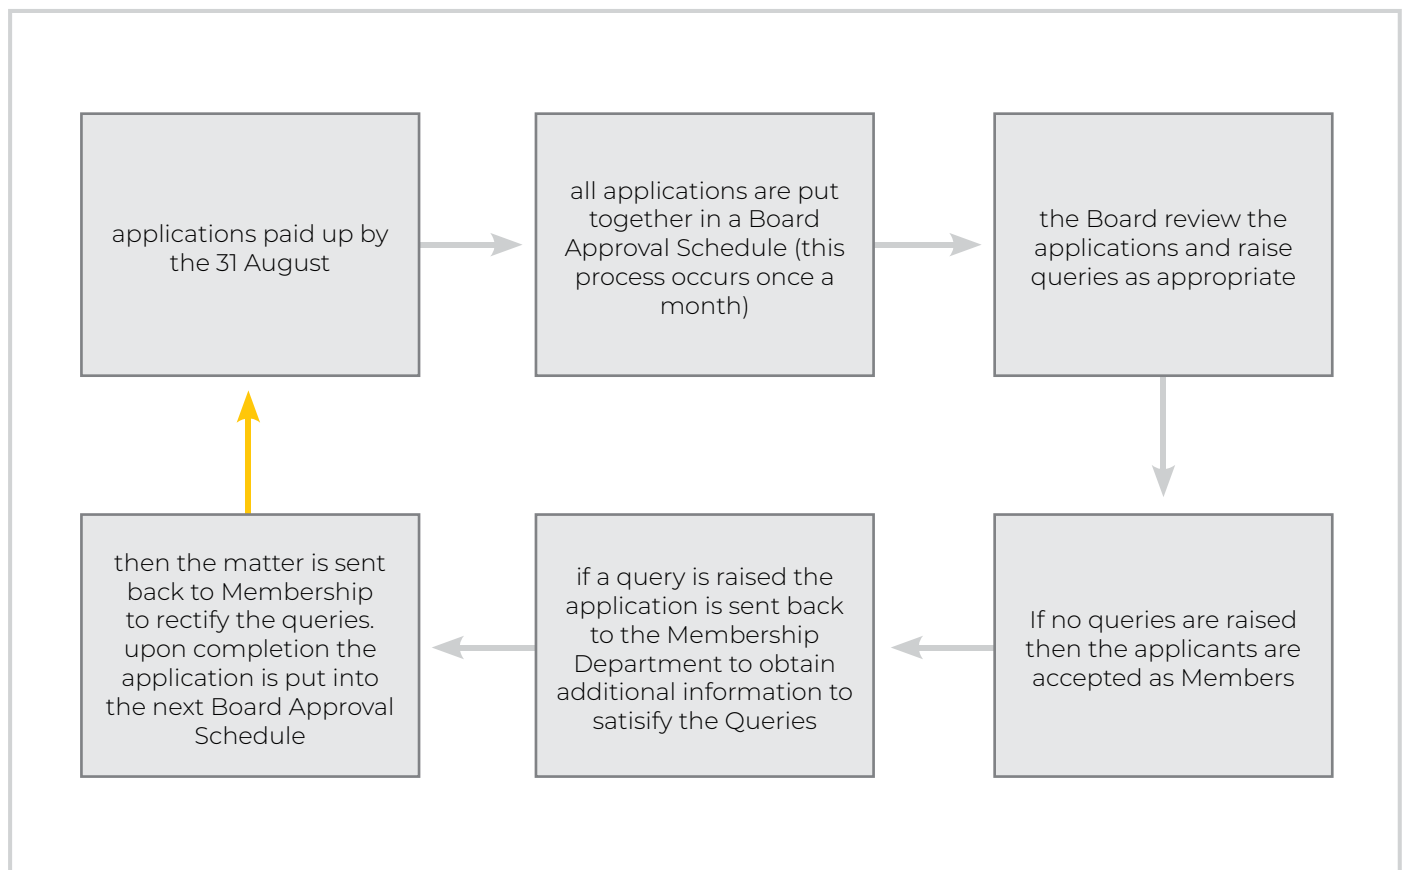 applications paid up by
the 31 August
all applications are put
together in a Board
Approval Schedule (this
process occurs once a
month)
the Board review the
applications and raise
queries as appropriate
If no queries are raised
then the applicants are
accepted as Members
if a query is raised the
application is sent back
to the Membership
Department to obtain
additional information to
satisify the Queries
then the matter is sent
back to Membership
to rectify the queries.
upon completion the
application is put into
the next Board Approval
Schedule